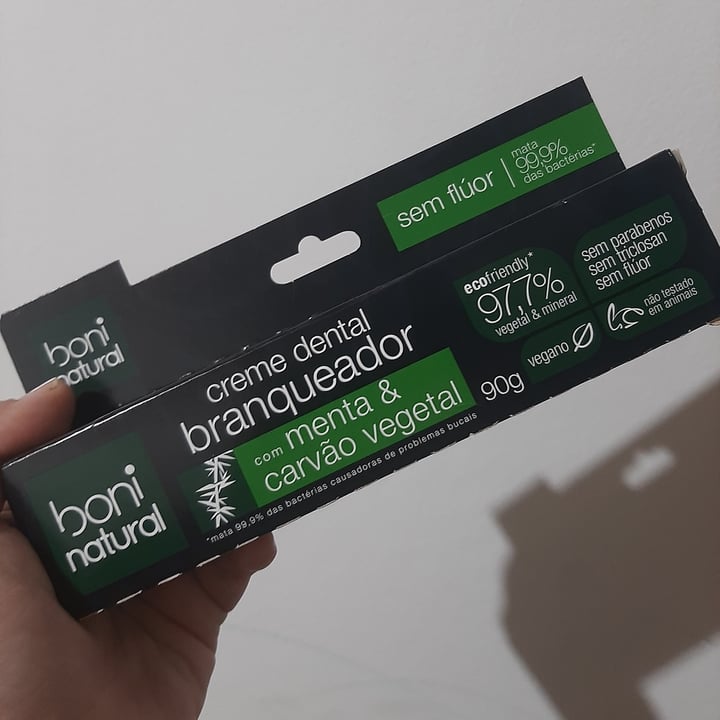 sem flúor
mata
99,9%
das bactérias*
boni
natural
creme dental
branqueador
com menta &
carvão vegetal
*mata 99,9% das bactérias causadoras de problemas bucais
90g
ecofriendly*
97,7%
vegetal & mineral
sem parabenos
sem triclosan
sem flúor
vegano
não testado
em animais
boni
natural